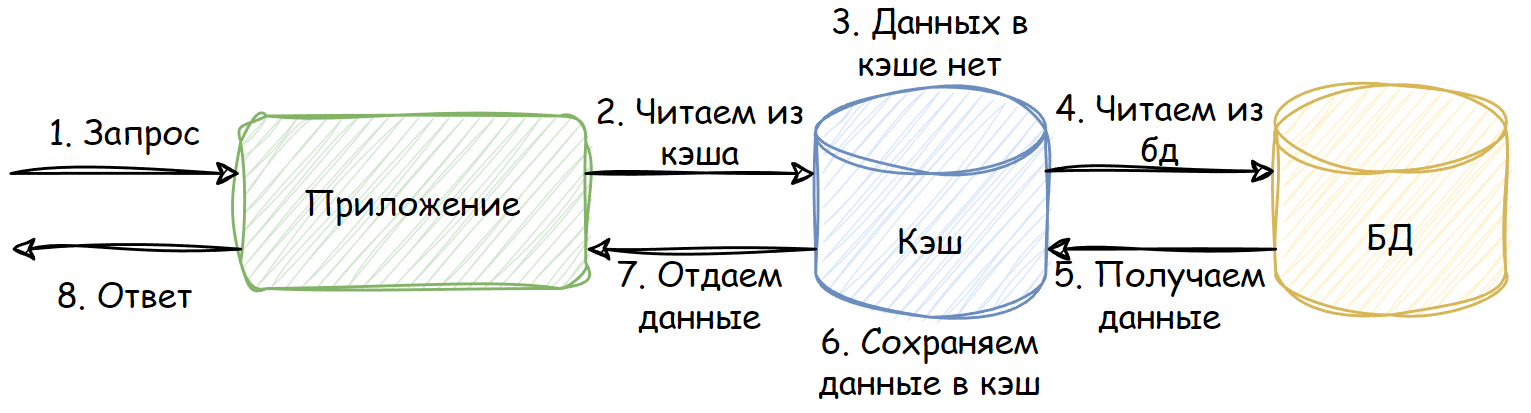 1. Запрос
Приложение
8. Ответ
2. Читаем из
кэша
7. Отдаем
данные
3. Данных в
кэше нет
Кэш
6. Сохраняем
данные в кэш
4. Читаем из
бд
5. Получаем
данные
БД